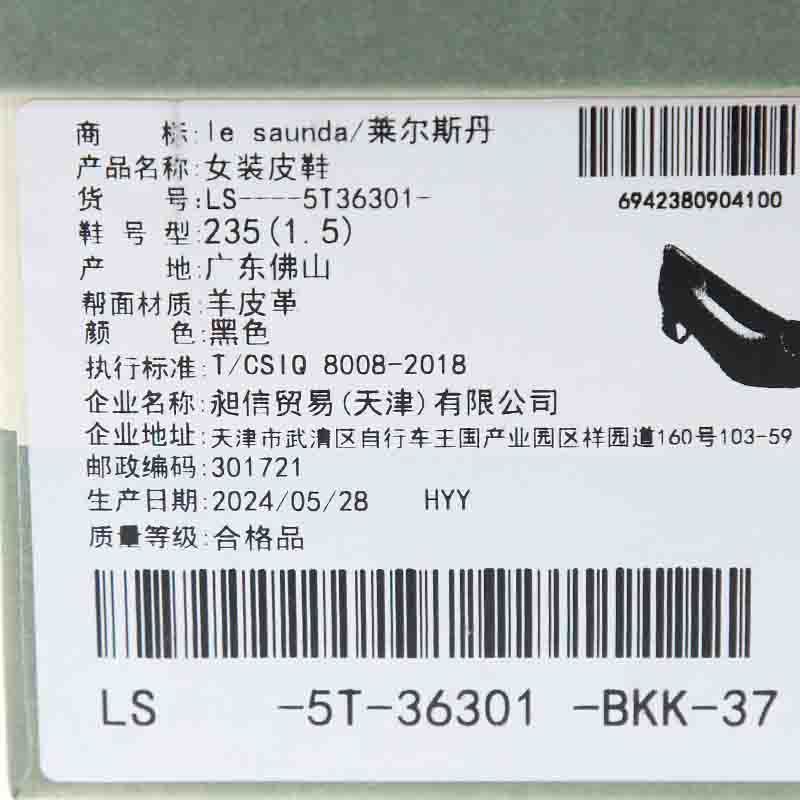 商 标:le saunda/莱尔斯丹
产品名称:女装皮鞋
货 号:LS----5T36301-
6942380904100
鞋 号 型:235(1.5)
产 地:广东佛山
帮面材质:羊皮革
颜 色:黑色
执行标准:T/CSIQ 8008-2018
企业名称:昶信贸易(天津)有限公司
企业地址:天津市武清区自行车王国产业园区祥园道160号103-59
邮政编码:301721
生产日期:2024/05/28 HYY
质量等级:合格品
LS -5T-36301 -BKK-37